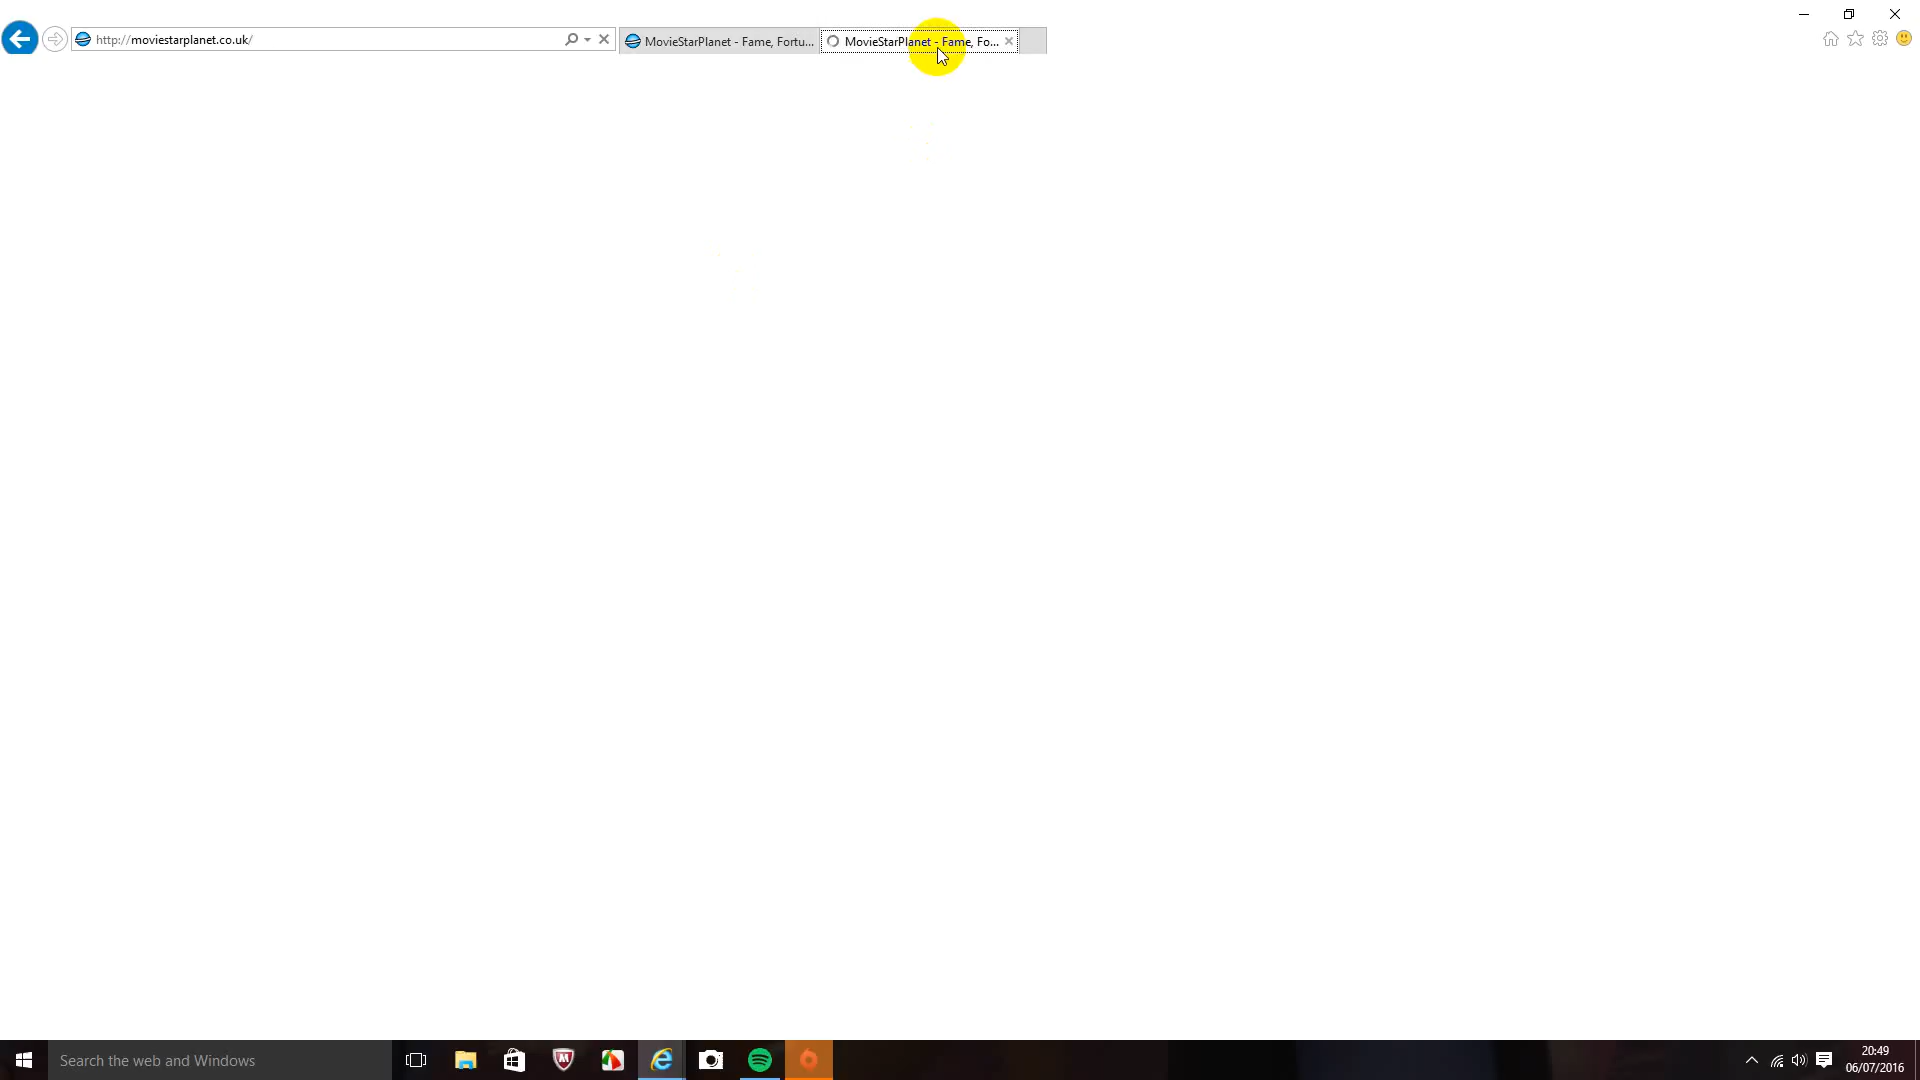 http://moviestarplanet.co.uk/
MovieStarPlanet - Fame, Fortu...
MovieStarPlanet - Fame, Fo...
Search the web and Windows
20:49
06/07/2016